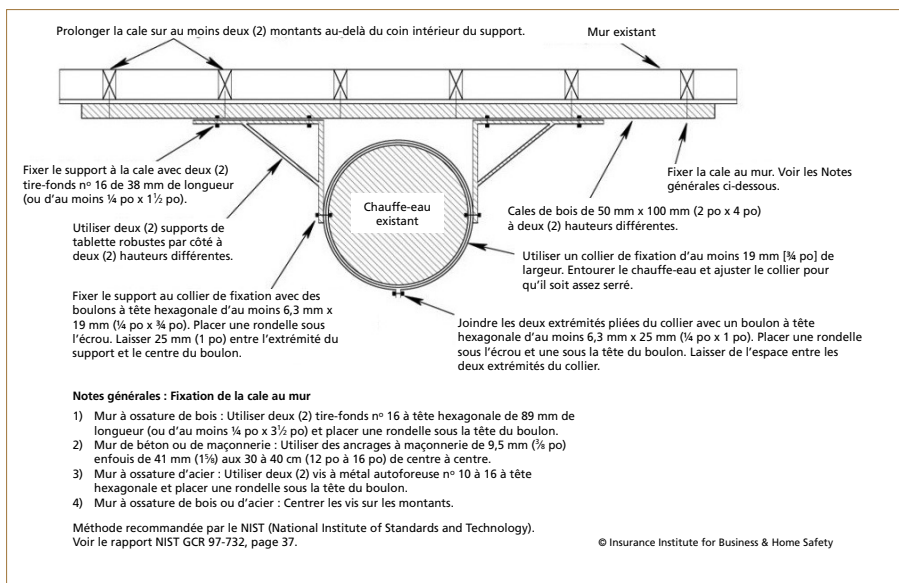 Prolonger la cale sur au moins deux (2) montants au-delà du coin intérieur du support.
Mur existant
Fixer le support à la cale avec deux (2)
tire-fonds nº 16 de 38 mm de longueur
(ou d'au moins ¼ po x 1½ po).
Utiliser deux (2) supports de
tablette robustes par côté à
deux (2) hauteurs différentes.
Fixer le support au collier de fixation avec des
boulons à tête hexagonale d'au moins 6,3 mm x
19 mm (¼ po x ¾ po). Placer une rondelle sous
l'écrou. Laisser 25 mm (1 po) entre l'extrémité du
support et le centre du boulon.
Chauffe-eau
existant
Fixer la cale au mur. Voir les Notes
générales ci-dessous.
Cales de bois de 50 mm x 100 mm (2 po x 4 po)
à deux (2) hauteurs différentes.
Utiliser un collier de fixation d'au moins 19 mm [¾ po] de
largeur. Entourer le chauffe-eau et ajuster le collier pour
qu'il soit assez serré.
Joindre les deux extrémités pliées du collier avec un boulon à tête
hexagonale d'au moins 6,3 mm x 25 mm (¼ po x 1 po). Placer une rondelle
sous l'écrou et une sous la tête du boulon. Laisser de l'espace entre les
deux extrémités du collier.
Notes générales : Fixation de la cale au mur
1) Mur à ossature de bois : Utiliser deux (2) tire-fonds nº 16 à tête hexagonale de 89 mm de
longueur (ou d'au moins ¼ po x 3½ po) et placer une rondelle sous la tête du boulon.
2) Mur de béton ou de maçonnerie : Utiliser des ancrages à maçonnerie de 9,5 mm (⅜ po)
enfouis de 41 mm (1⅝) aux 30 à 40 cm (12 po à 16 po) de centre à centre.
3) Mur à ossature d'acier : Utiliser deux (2) vis à métal autoforeuse nº 10 à 16 à tête
hexagonale et placer une rondelle sous la tête du boulon.
4) Mur à ossature de bois ou d'acier : Centrer les vis sur les montants.
Méthode recommandée par le NIST (National Institute of Standards and Technology).
Voir le rapport NIST GCR 97-732, page 37.
© Insurance Institute for Business & Home Safety